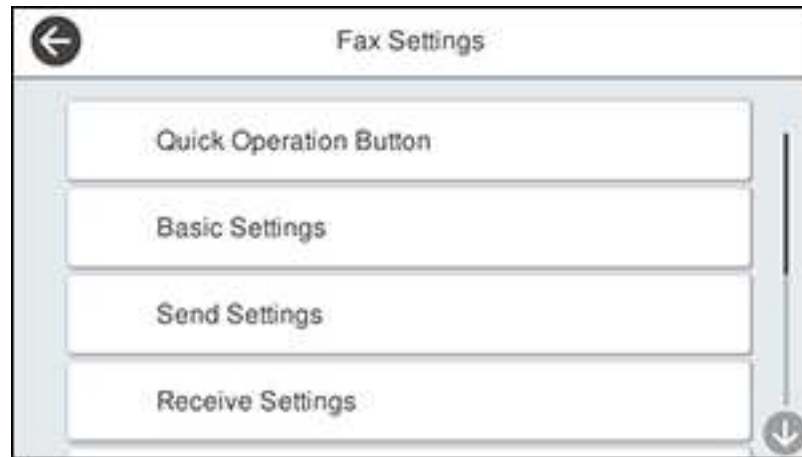 Fax Settings
Quick Operation Button
Basic Settings
Send Settings
Receive Settings